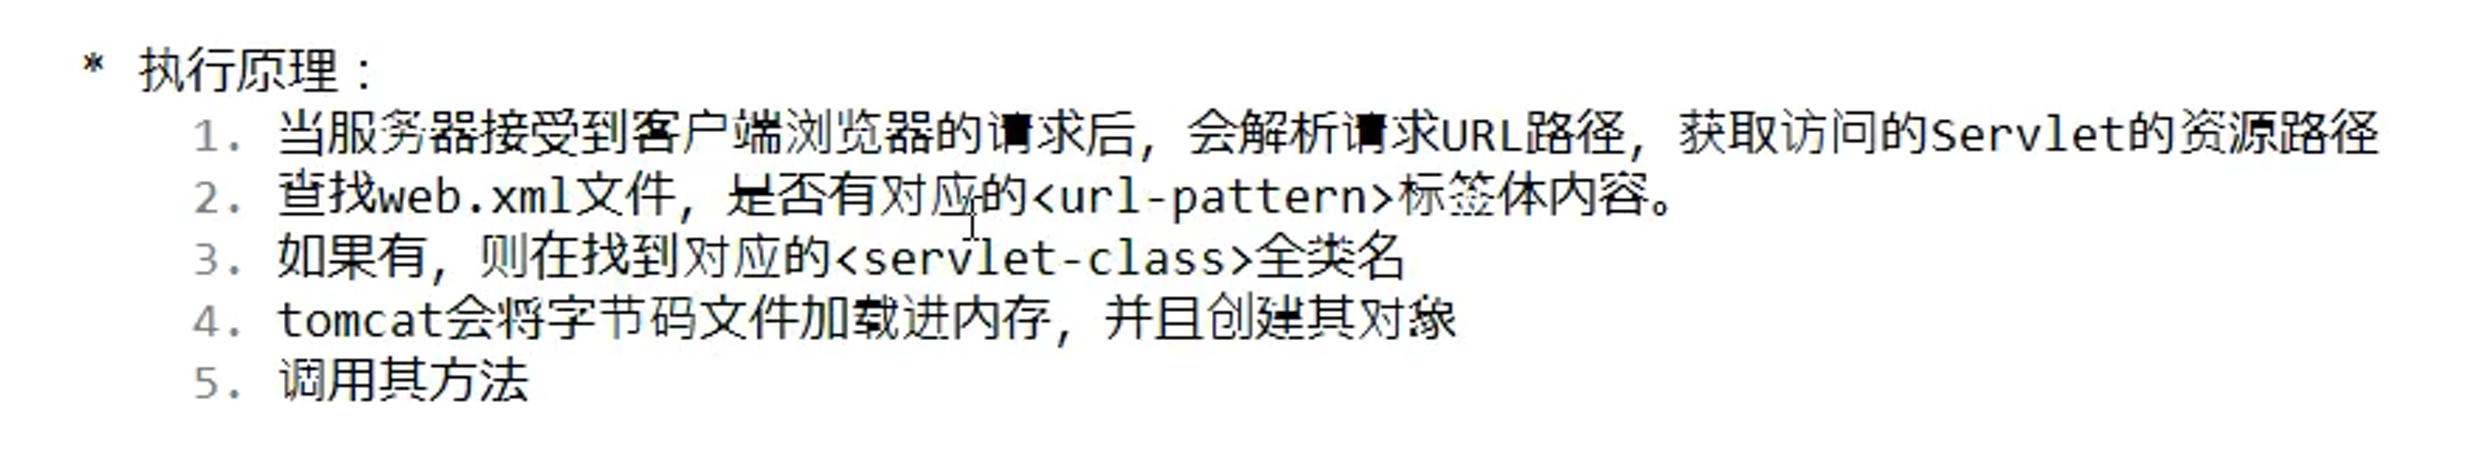 * 执行原理：
1. 当服务器接受到客户端浏览器的请求后，会解析请求URL路径，获取访问的Servlet的资源路径
2. 查找web.xml文件，是否有对应的<url-pattern>标签体内容。
3. 如果有，则在找到对应的<servlet-class>全类名
4. tomcat会将字节码文件加载进内存，并且创建其对象
5. 调用其方法